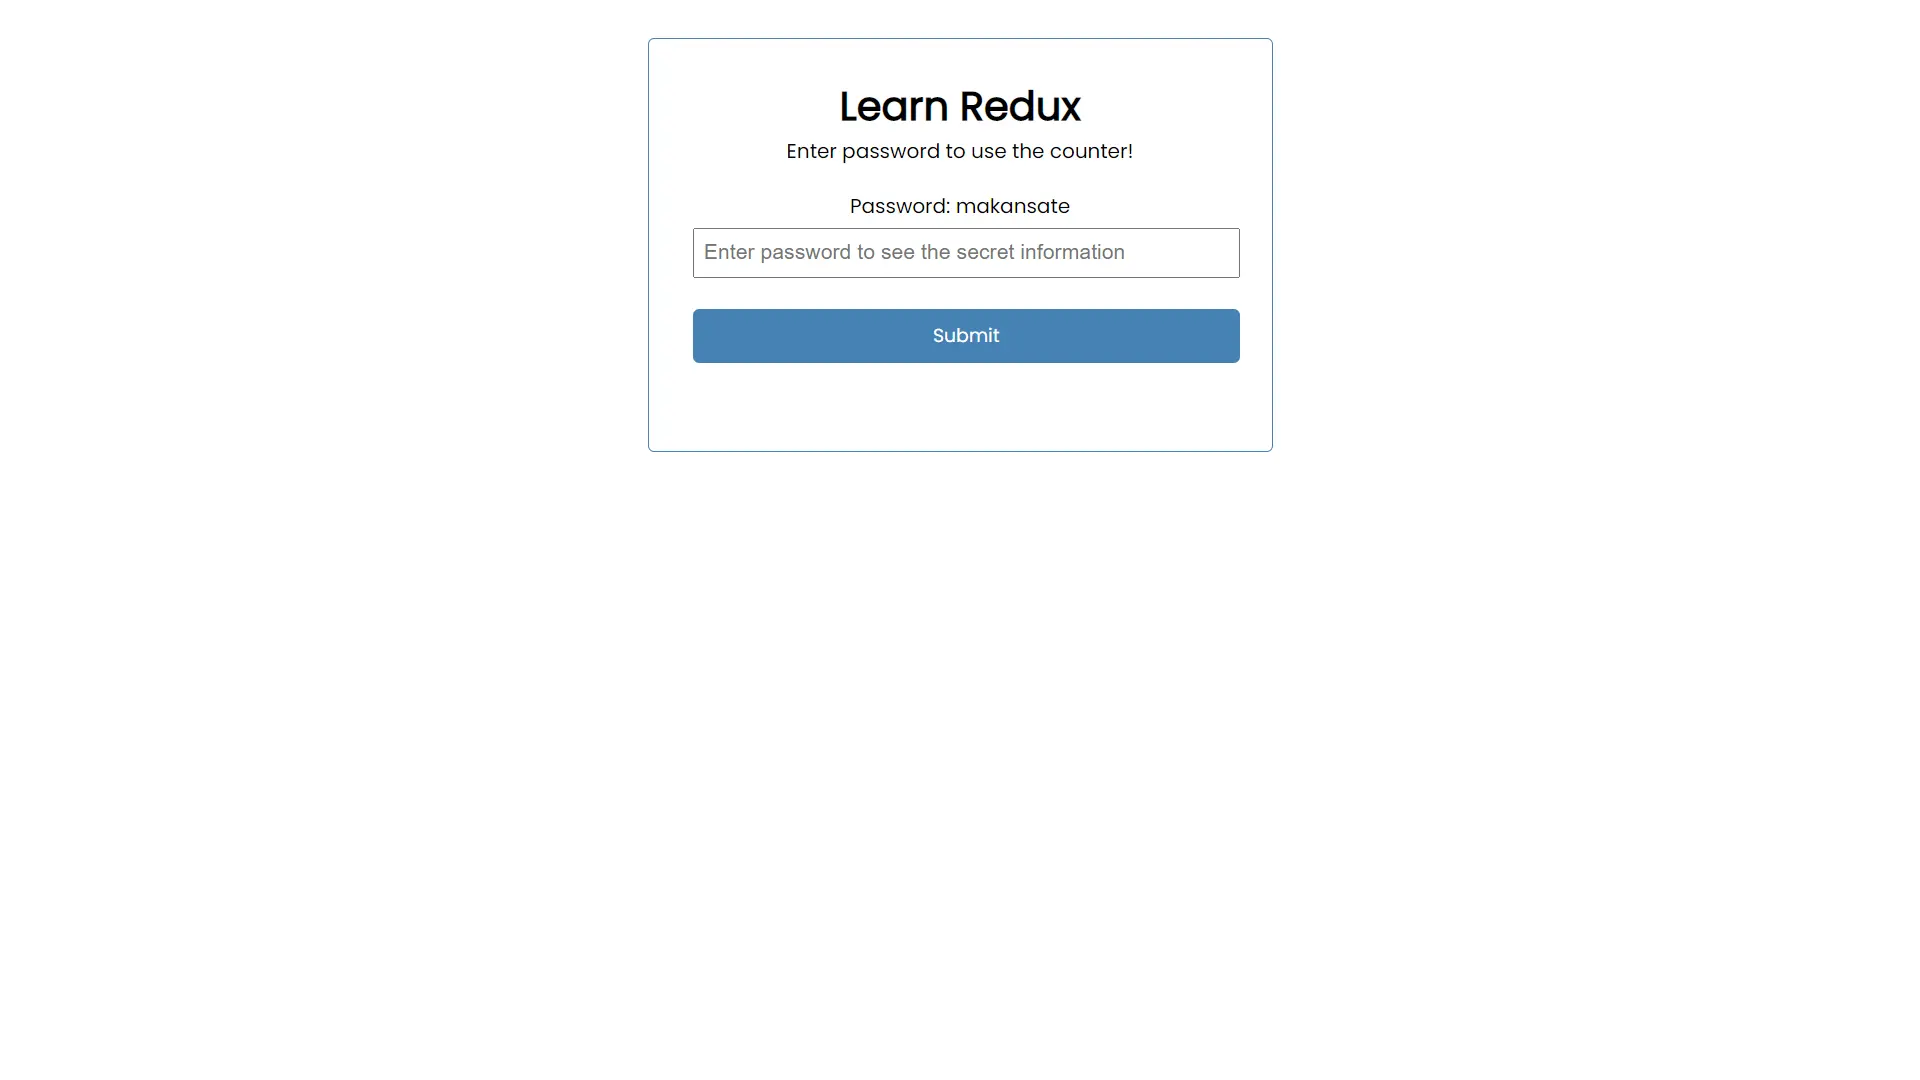 Learn Redux
Enter password to use the counter!
Password: makansate
Enter password to see the secret information
Submit